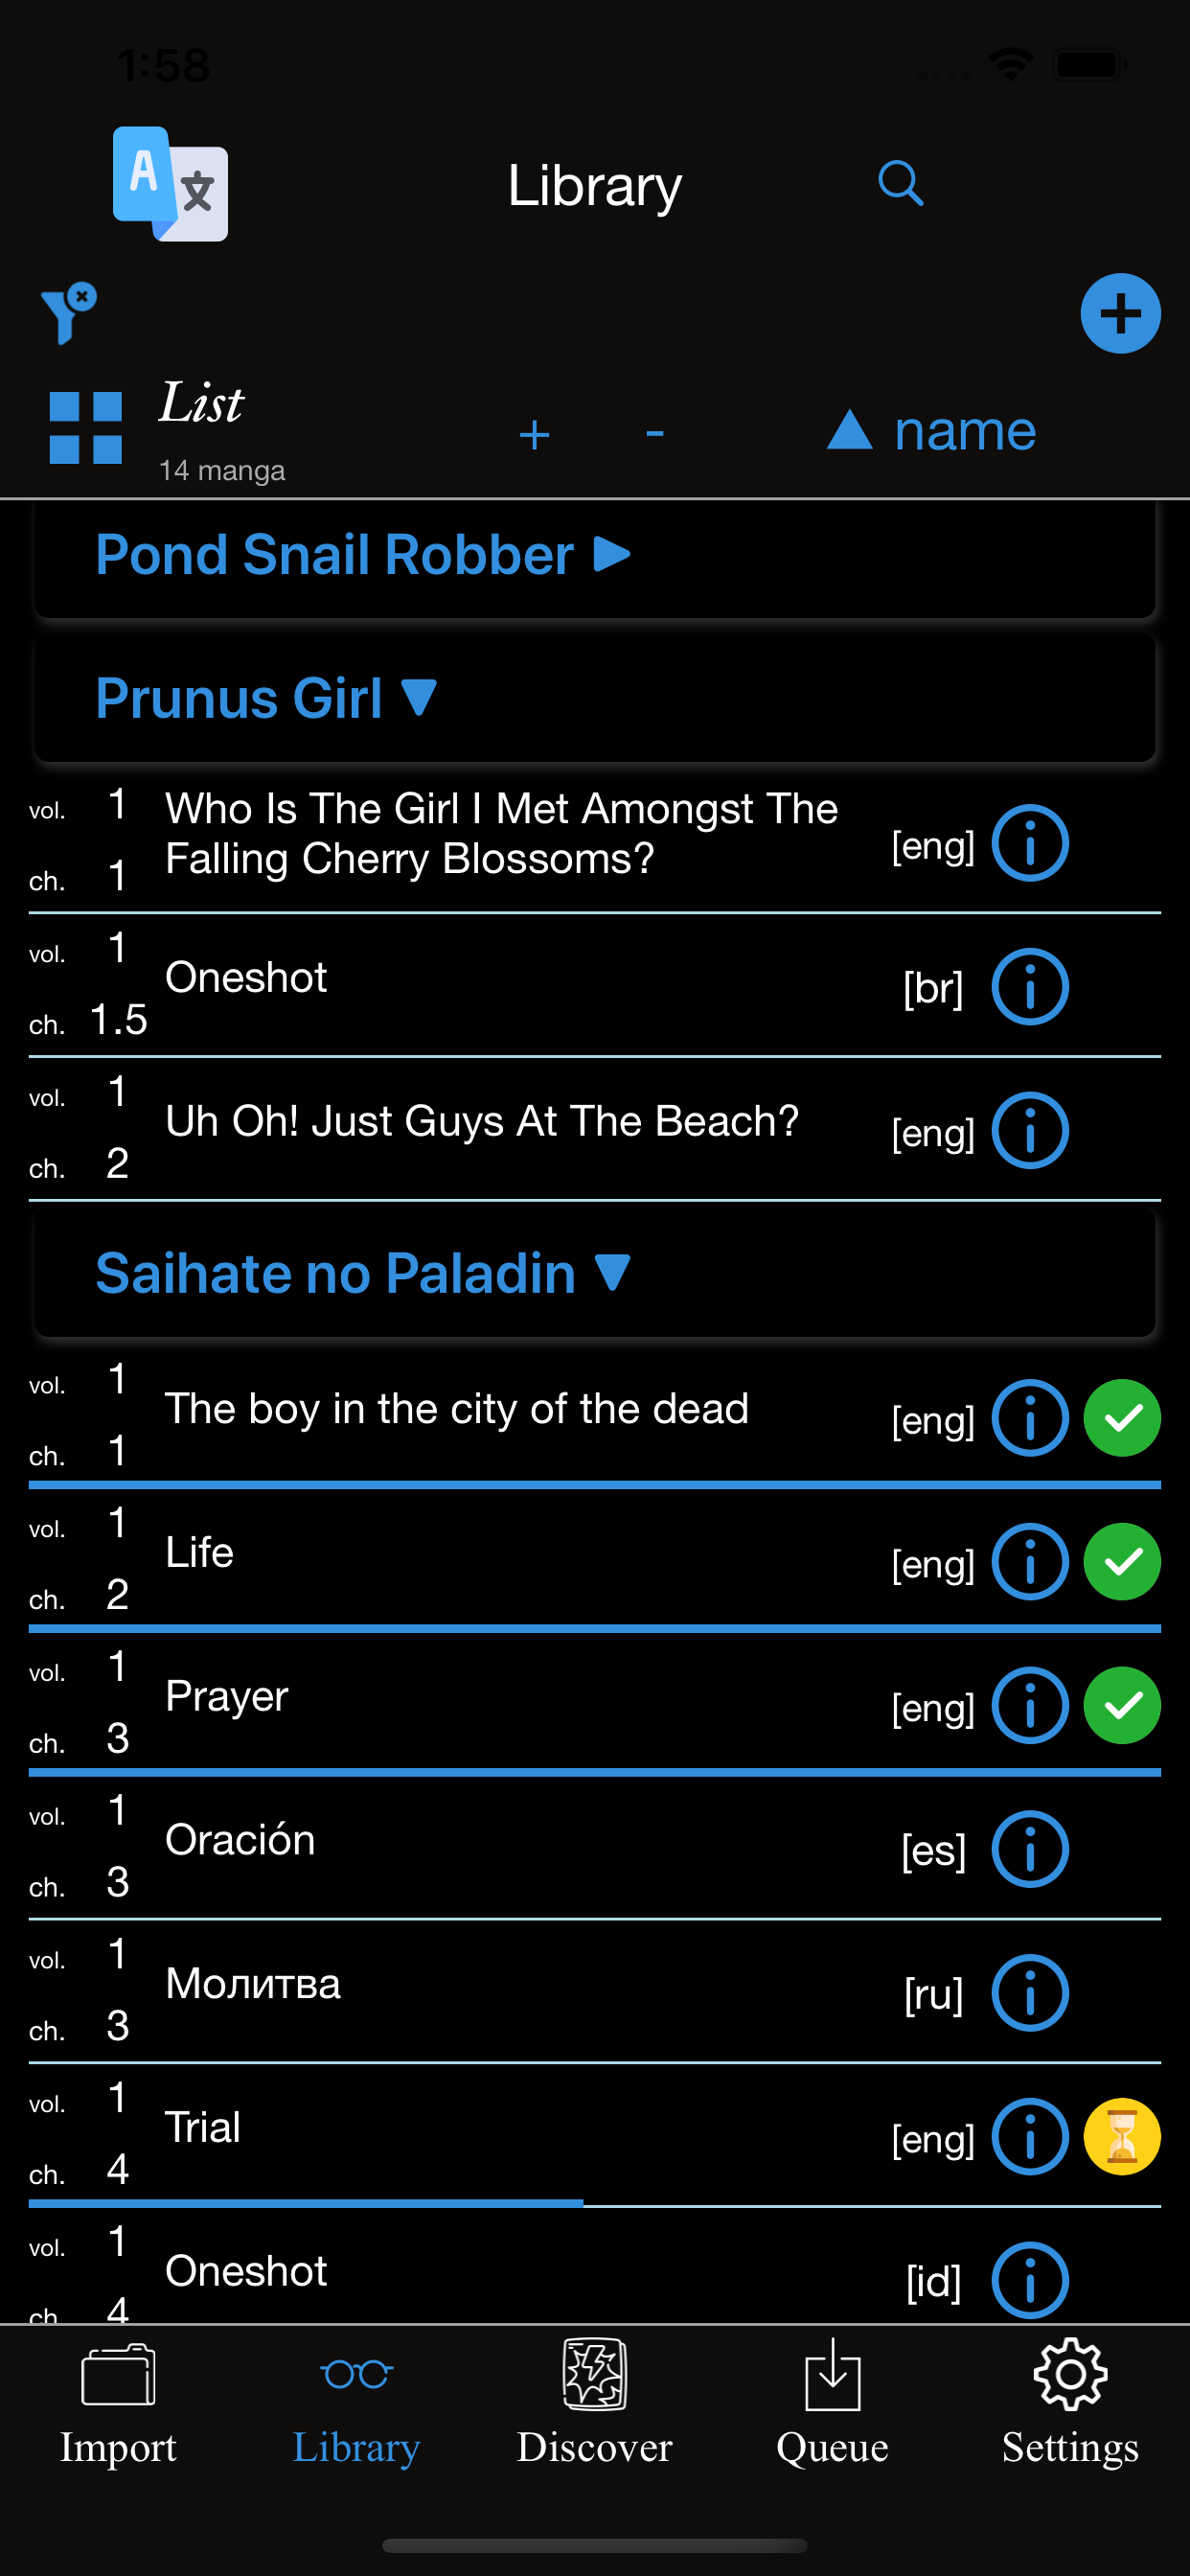 1:58
A 文
Library
List
14 manga
+ - ▲ name
Pond Snail Robber ▶
Prunus Girl ▼
vol. 1
ch. 1
Who Is The Girl I Met Amongst The
Falling Cherry Blossoms?
[eng]
vol. 1
ch. 1.5
Oneshot
[br]
vol. 1
ch. 2
Uh Oh! Just Guys At The Beach?
[eng]
Saihate no Paladin ▼
vol. 1
ch. 1
The boy in the city of the dead
[eng]
vol. 1
ch. 2
Life
[eng]
vol. 1
ch. 3
Prayer
[eng]
vol. 1
ch. 3
Oración
[es]
vol. 1
ch. 3
Молитва
[ru]
vol. 1
ch. 4
Trial
[eng]
vol. 1
ch. 4
Oneshot
[id]
Import
Library
Discover
Queue
Settings